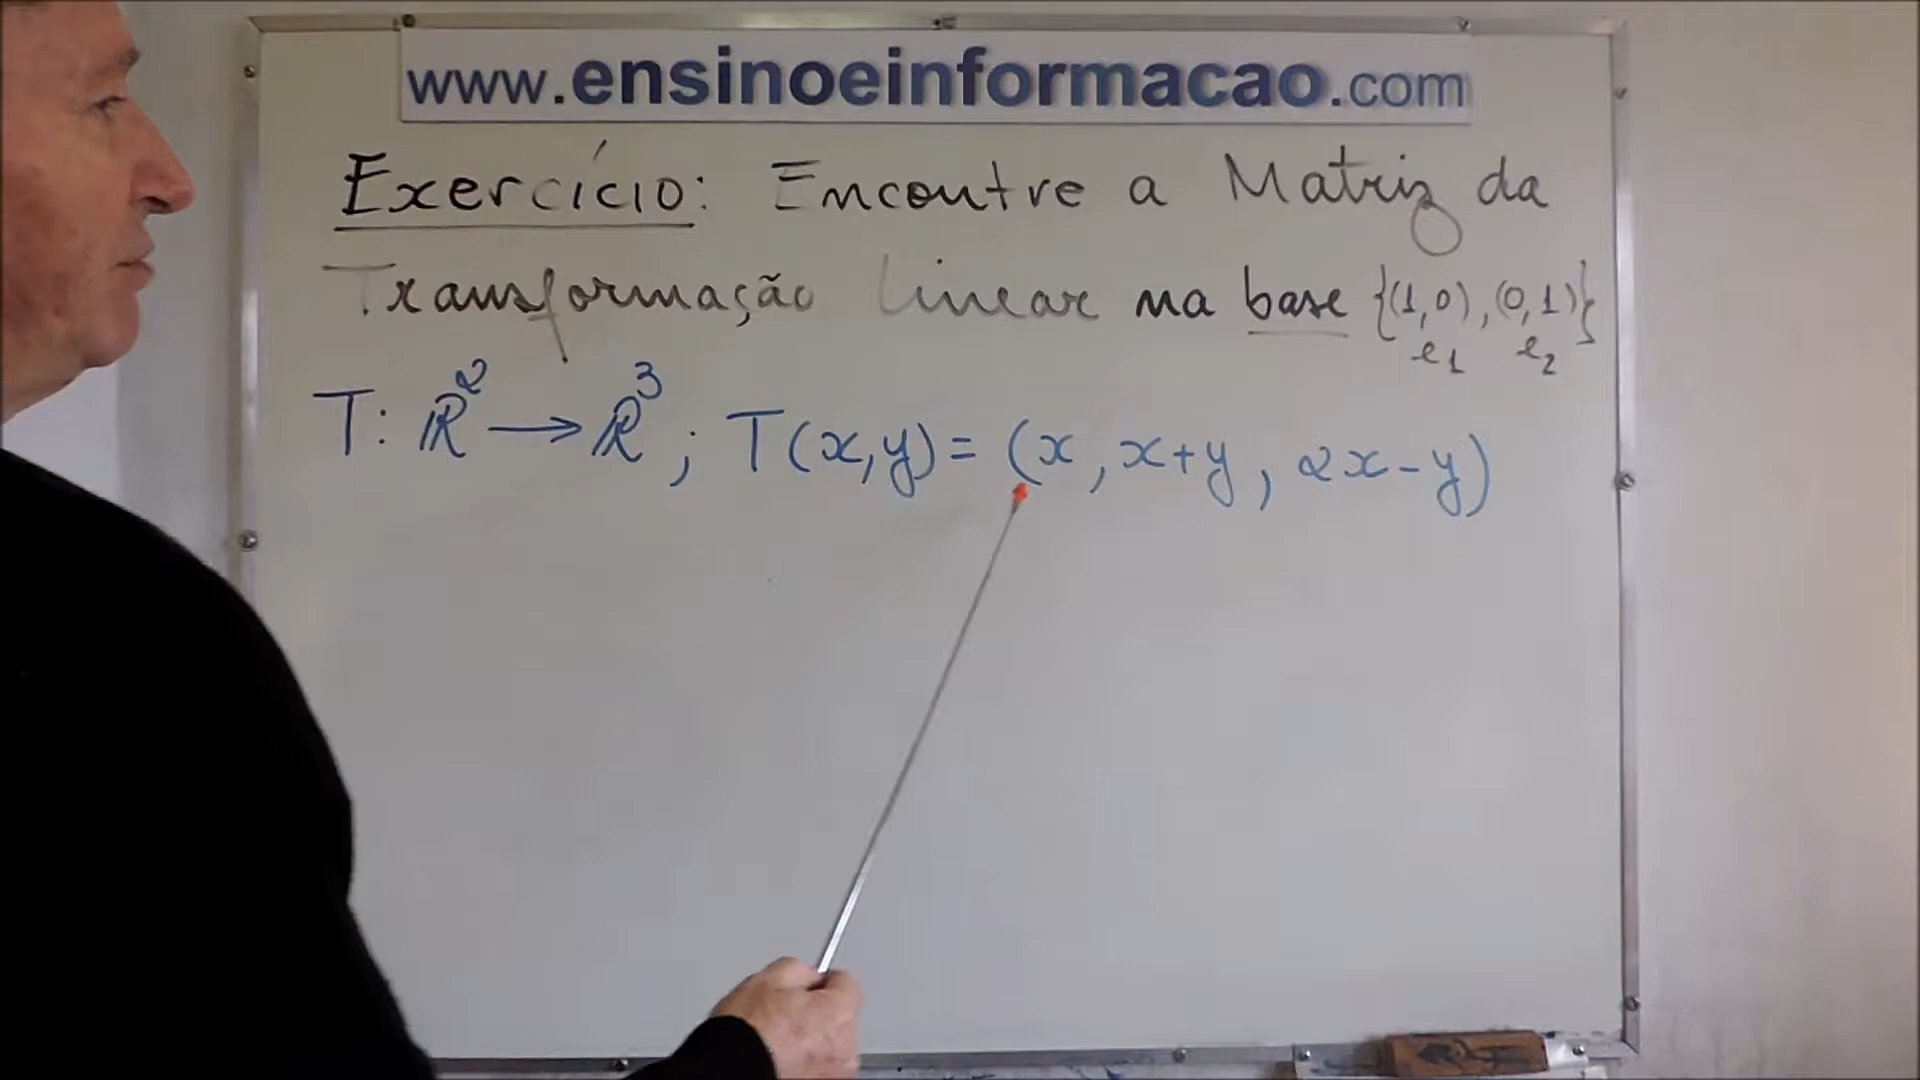 www.ensinoeinformacao.com
Exercício: Encontre a Matriz da
Transformação Linear na base {(1,0),(0,1)}
e₁ e₂
T: ℝ² → ℝ³; T(x,y) = (x, x+y, 2x-y)